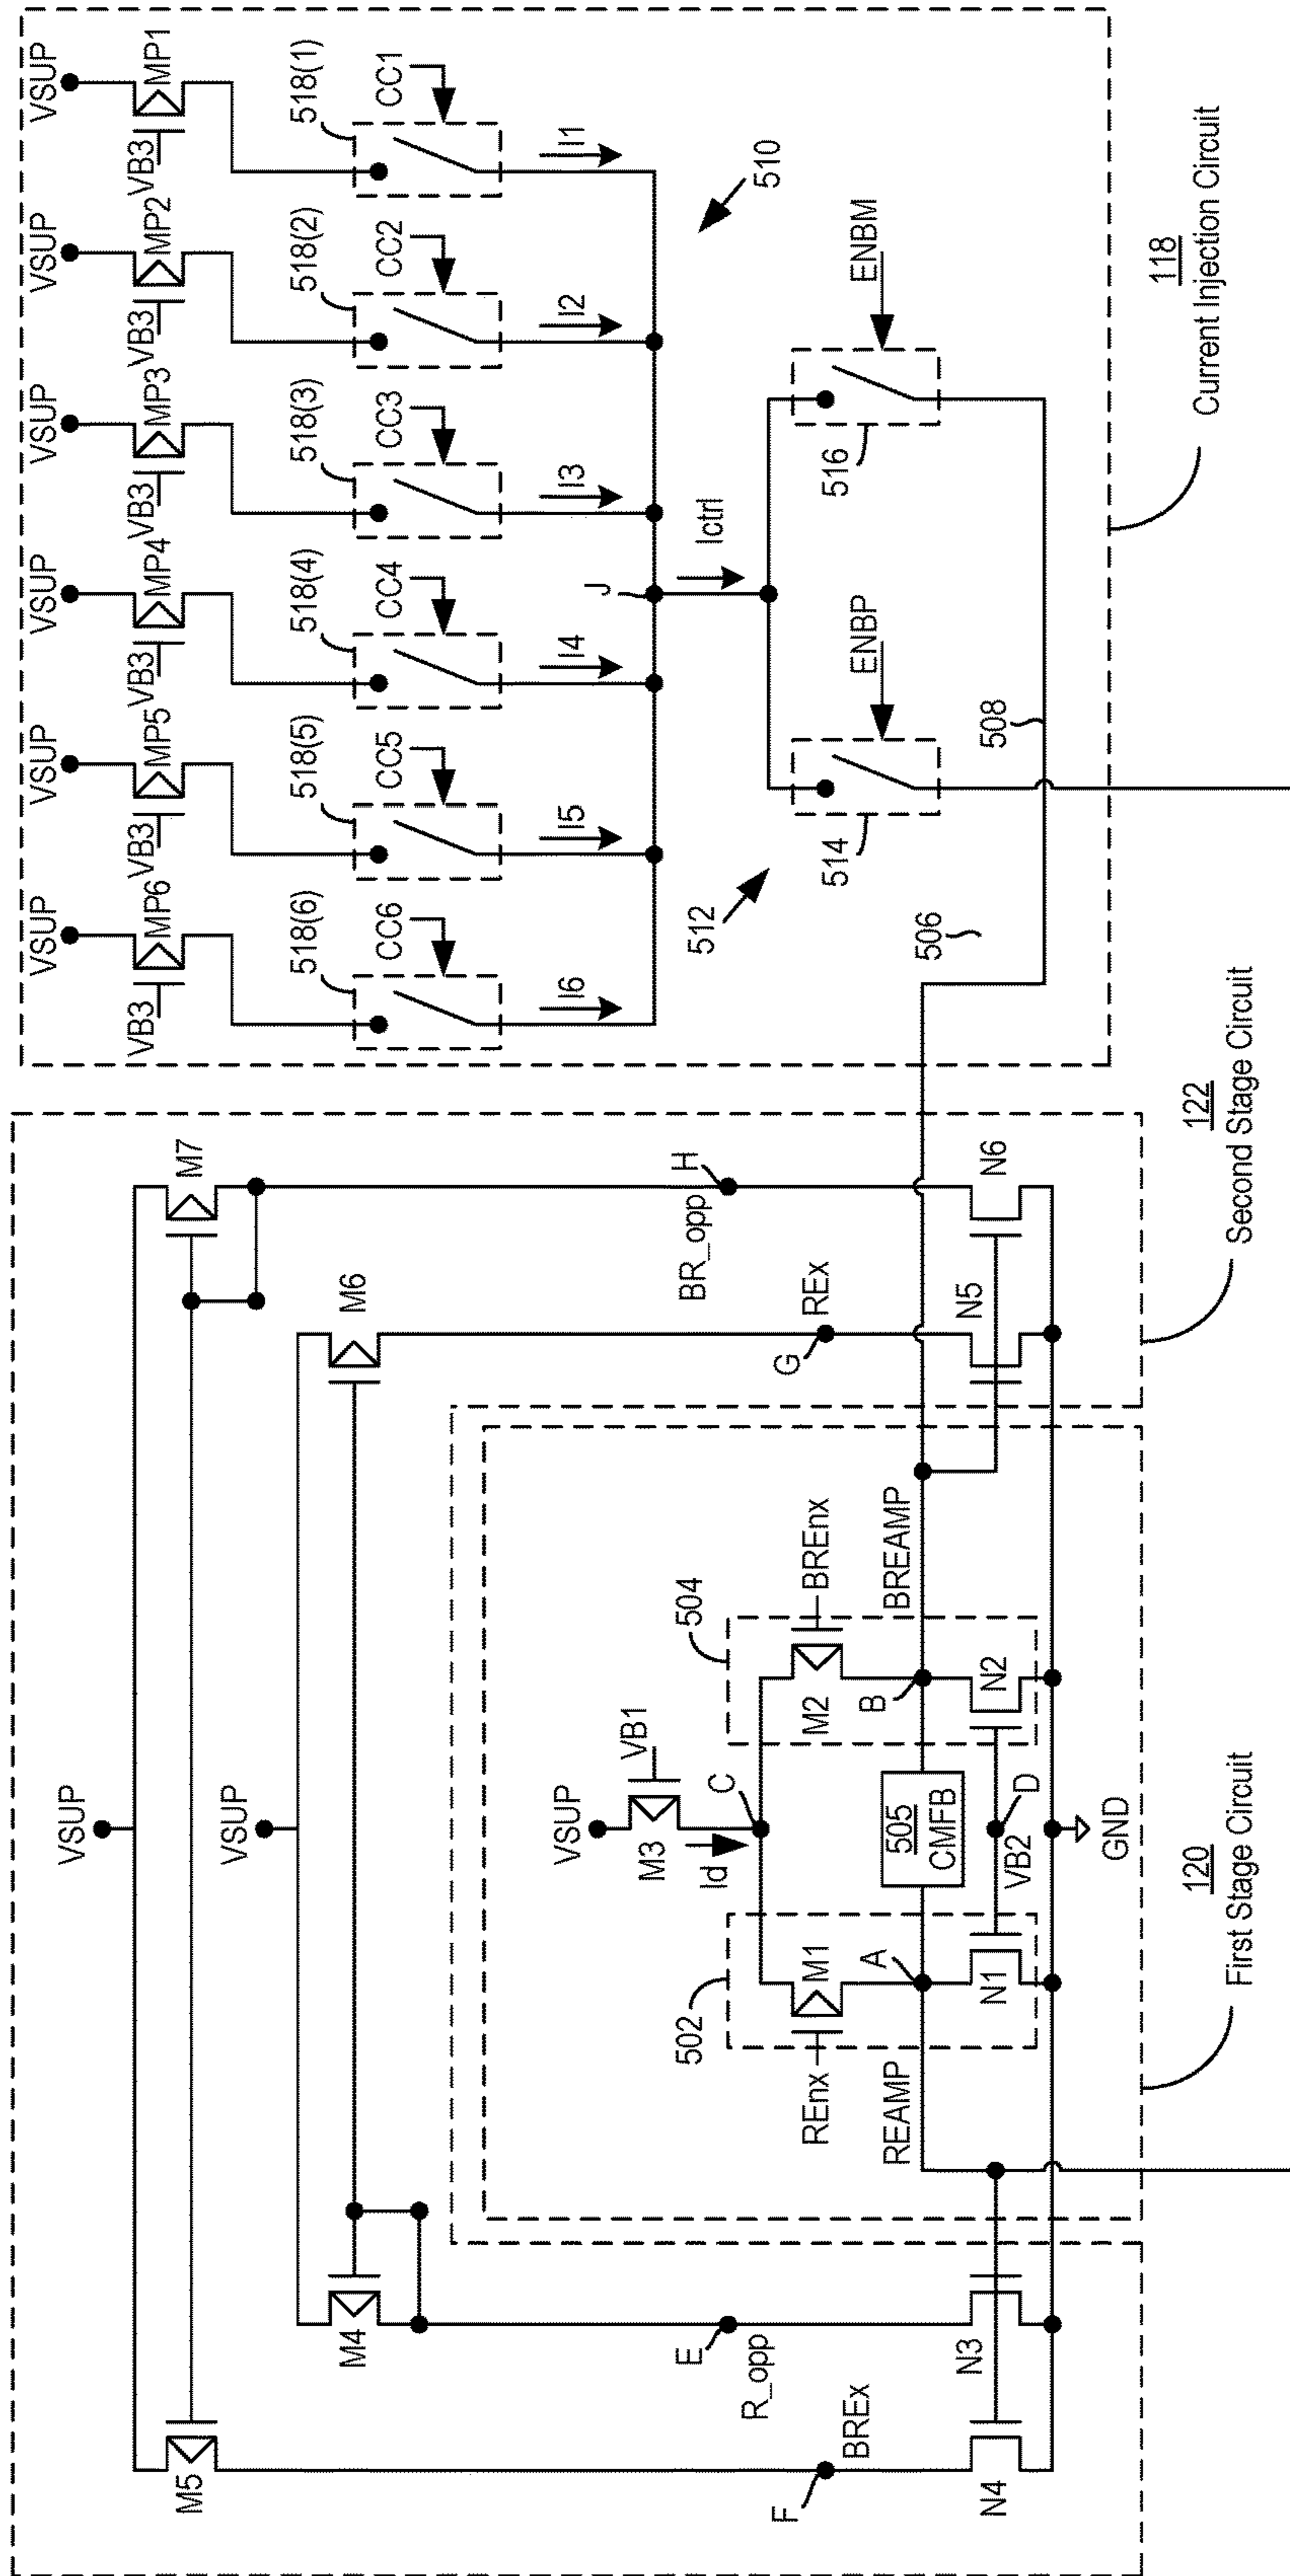 VSUP
VSUP
VSUP
VSUP
VSUP
VSUP
VB3
MP6
VB3
MP5
VB3
MP4
VB3
MP3
VB3
MP2
VB3
MP1
518(6)
518(5)
518(4)
518(3)
518(2)
518(1)
CC6
CC5
CC4
CC3
CC2
CC1
I6
I5
I4
I3
I2
I1
J
510
Ictrl
512
514
ENBP
516
ENBM
506
508
118
Current Injection Circuit
VSUP
M5
M7
VSUP
M4
M6
VSUP
M3
VB1
Id
C
502
504
REnx
M1
M2
BREnx
A
B
REAMP
505
CMFB
BREAMP
N1
N2
VB2
D
GND
E
R_opp
H
BR_opp
F
BREx
G
REx
N4
N3
N5
N6
120
First Stage Circuit
122
Second Stage Circuit